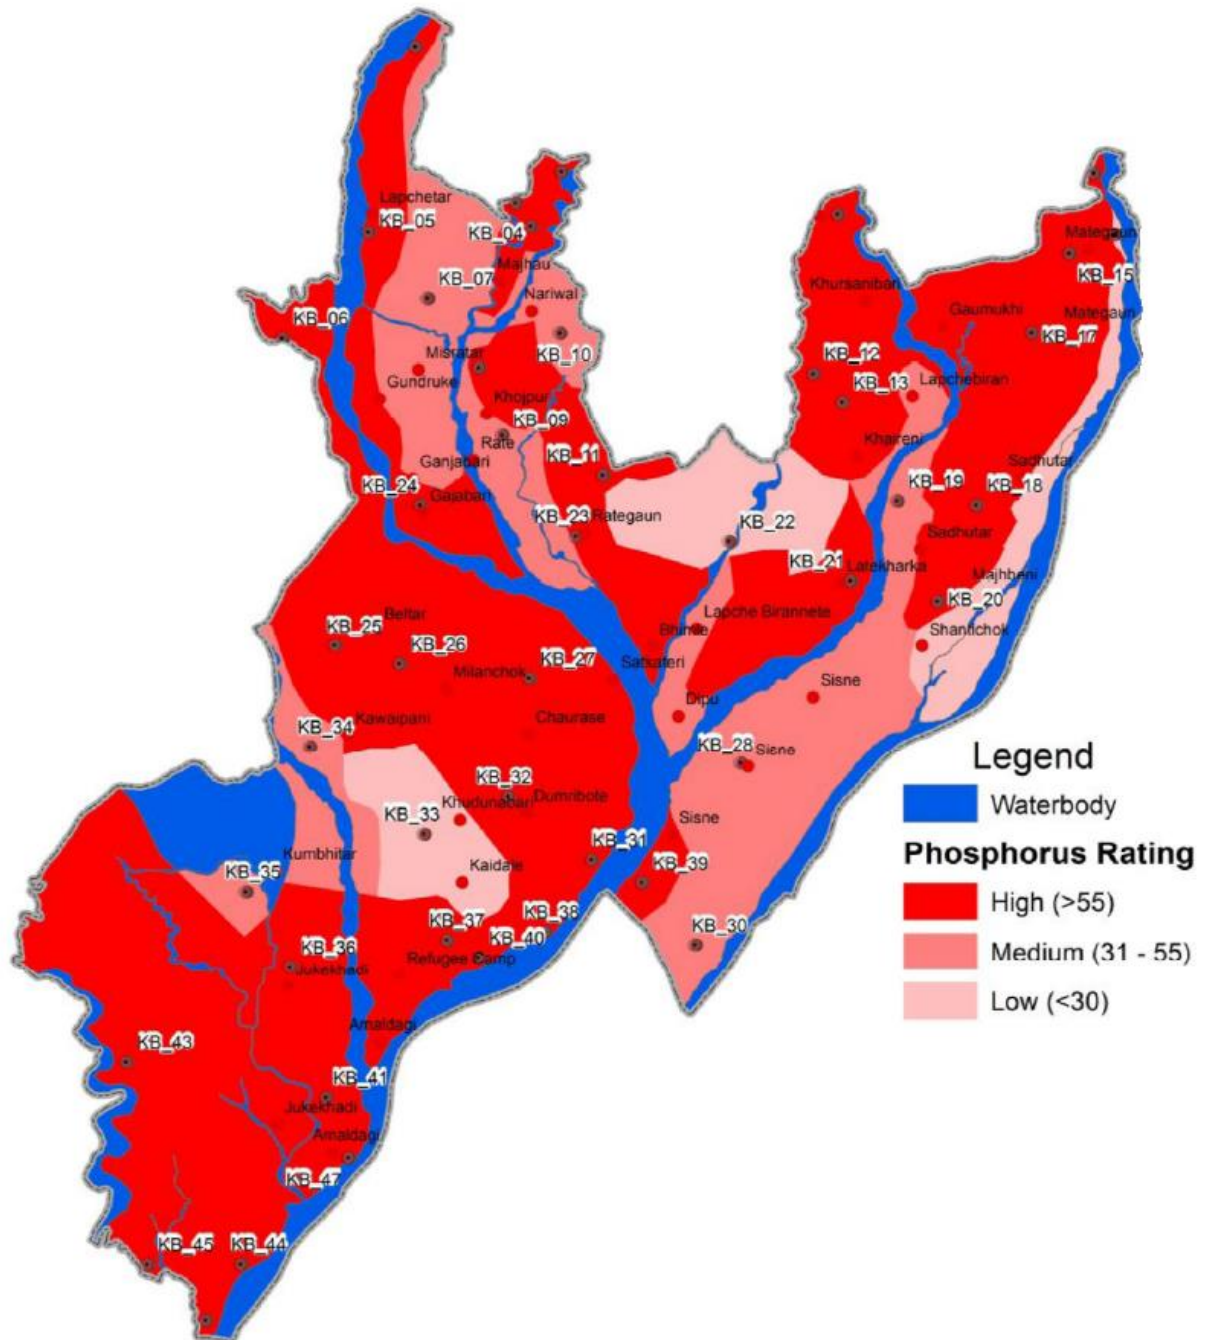 Lapchetar
KB_05
KB_04
Majhau
KB_07
Nariwal
KB_06
KB_10
Misratar
Gundruke
Khojpur
KB_09
Rate
Ganjabari
KB_11
KB_24
Gajabari
KB_23
Rategaun
KB_22
Mategaun
KB_15
Khursanibari
Gaumukhi
Mategaun
KB_17
KB_12
KB_13
Lapchebiran
Khaireni
Sadhutar
KB_19
KB_18
Sadhutar
KB_21
Latekharka
Majhbeni
KB_20
Shantichok
Lapche Birannete
Bhirnle
Beltar
KB_25
KB_26
KB_27
Milanchok
Sisne
Dipu
Kawaipani
Chaurase
KB_34
KB_28
Sisne
KB_32
Dumribote
Khudunabari
KB_33
Sisne
KB_31
Kumbhitar
Kaidale
KB_39
KB_35
KB_37
KB_38
KB_40
KB_30
KB_36
Refugee Camp
Jukekhadi
Amaldagi
KB_43
KB_41
Jukekhadi
Amaldagi
KB_47
KB_45
KB_44
Legend
Waterbody
Phosphorus Rating
High (>55)
Medium (31 - 55)
Low (<30)